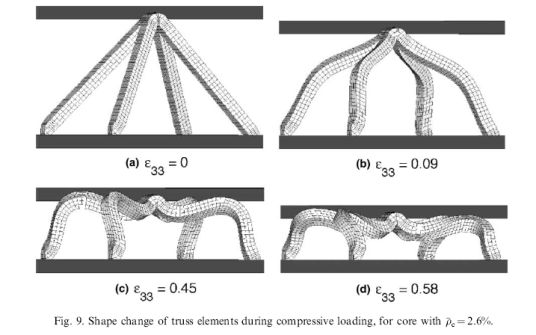 (a) ε33 = 0
(b) ε33 = 0.09
(c) ε33 = 0.45
(d) ε33 = 0.58
Fig. 9. Shape change of truss elements during compressive loading, for core with ρ̄c = 2.6%.